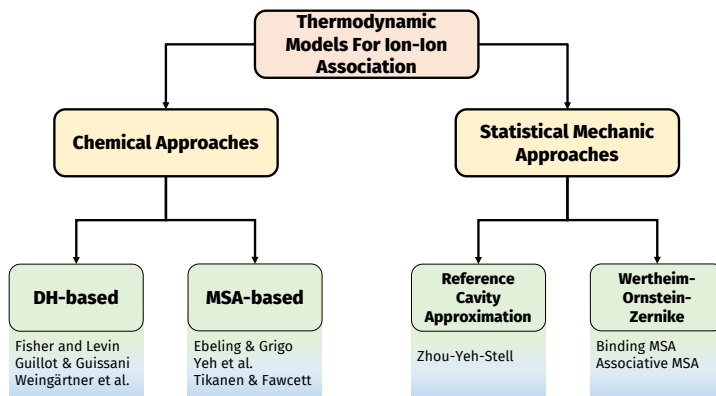 Thermodynamic
Models For Ion-Ion
Association
Chemical Approaches
Statistical Mechanic
Approaches
DH-based
MSA-based
Reference
Cavity
Approximation
Wertheim-
Ornstein-
Zernike
Fisher and Levin
Guillot & Guissani
Weingärtner et al.
Ebeling & Grigo
Yeh et al.
Tikanen & Fawcett
Zhou-Yeh-Stell
Binding MSA
Associative MSA